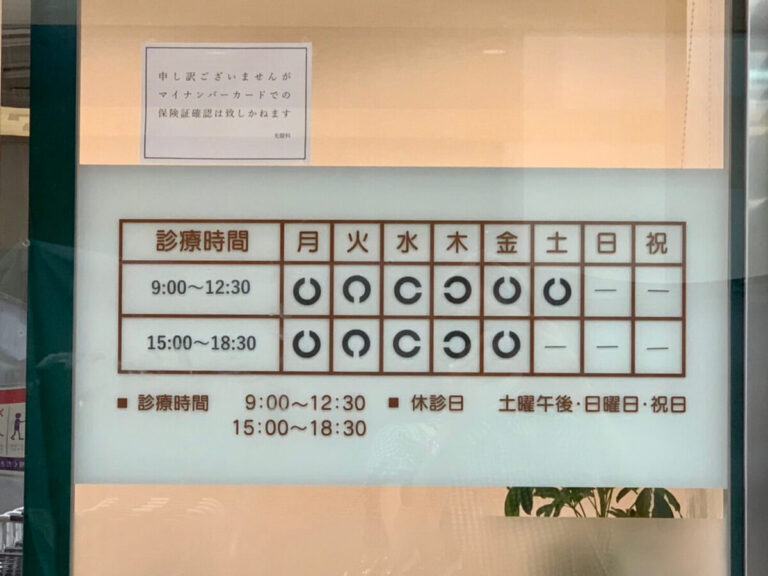 申し訳ございませんが
マイナンバーカードでの
保険証確認は致しかねます
診療時間 月 火 水 木 金 土 日 祝
9:00～12:30 — —
15:00～18:30 — — —
■ 診療時間 9:00～12:30 ■ 休診日 土曜午後・日曜日・祝日
15:00～18:30